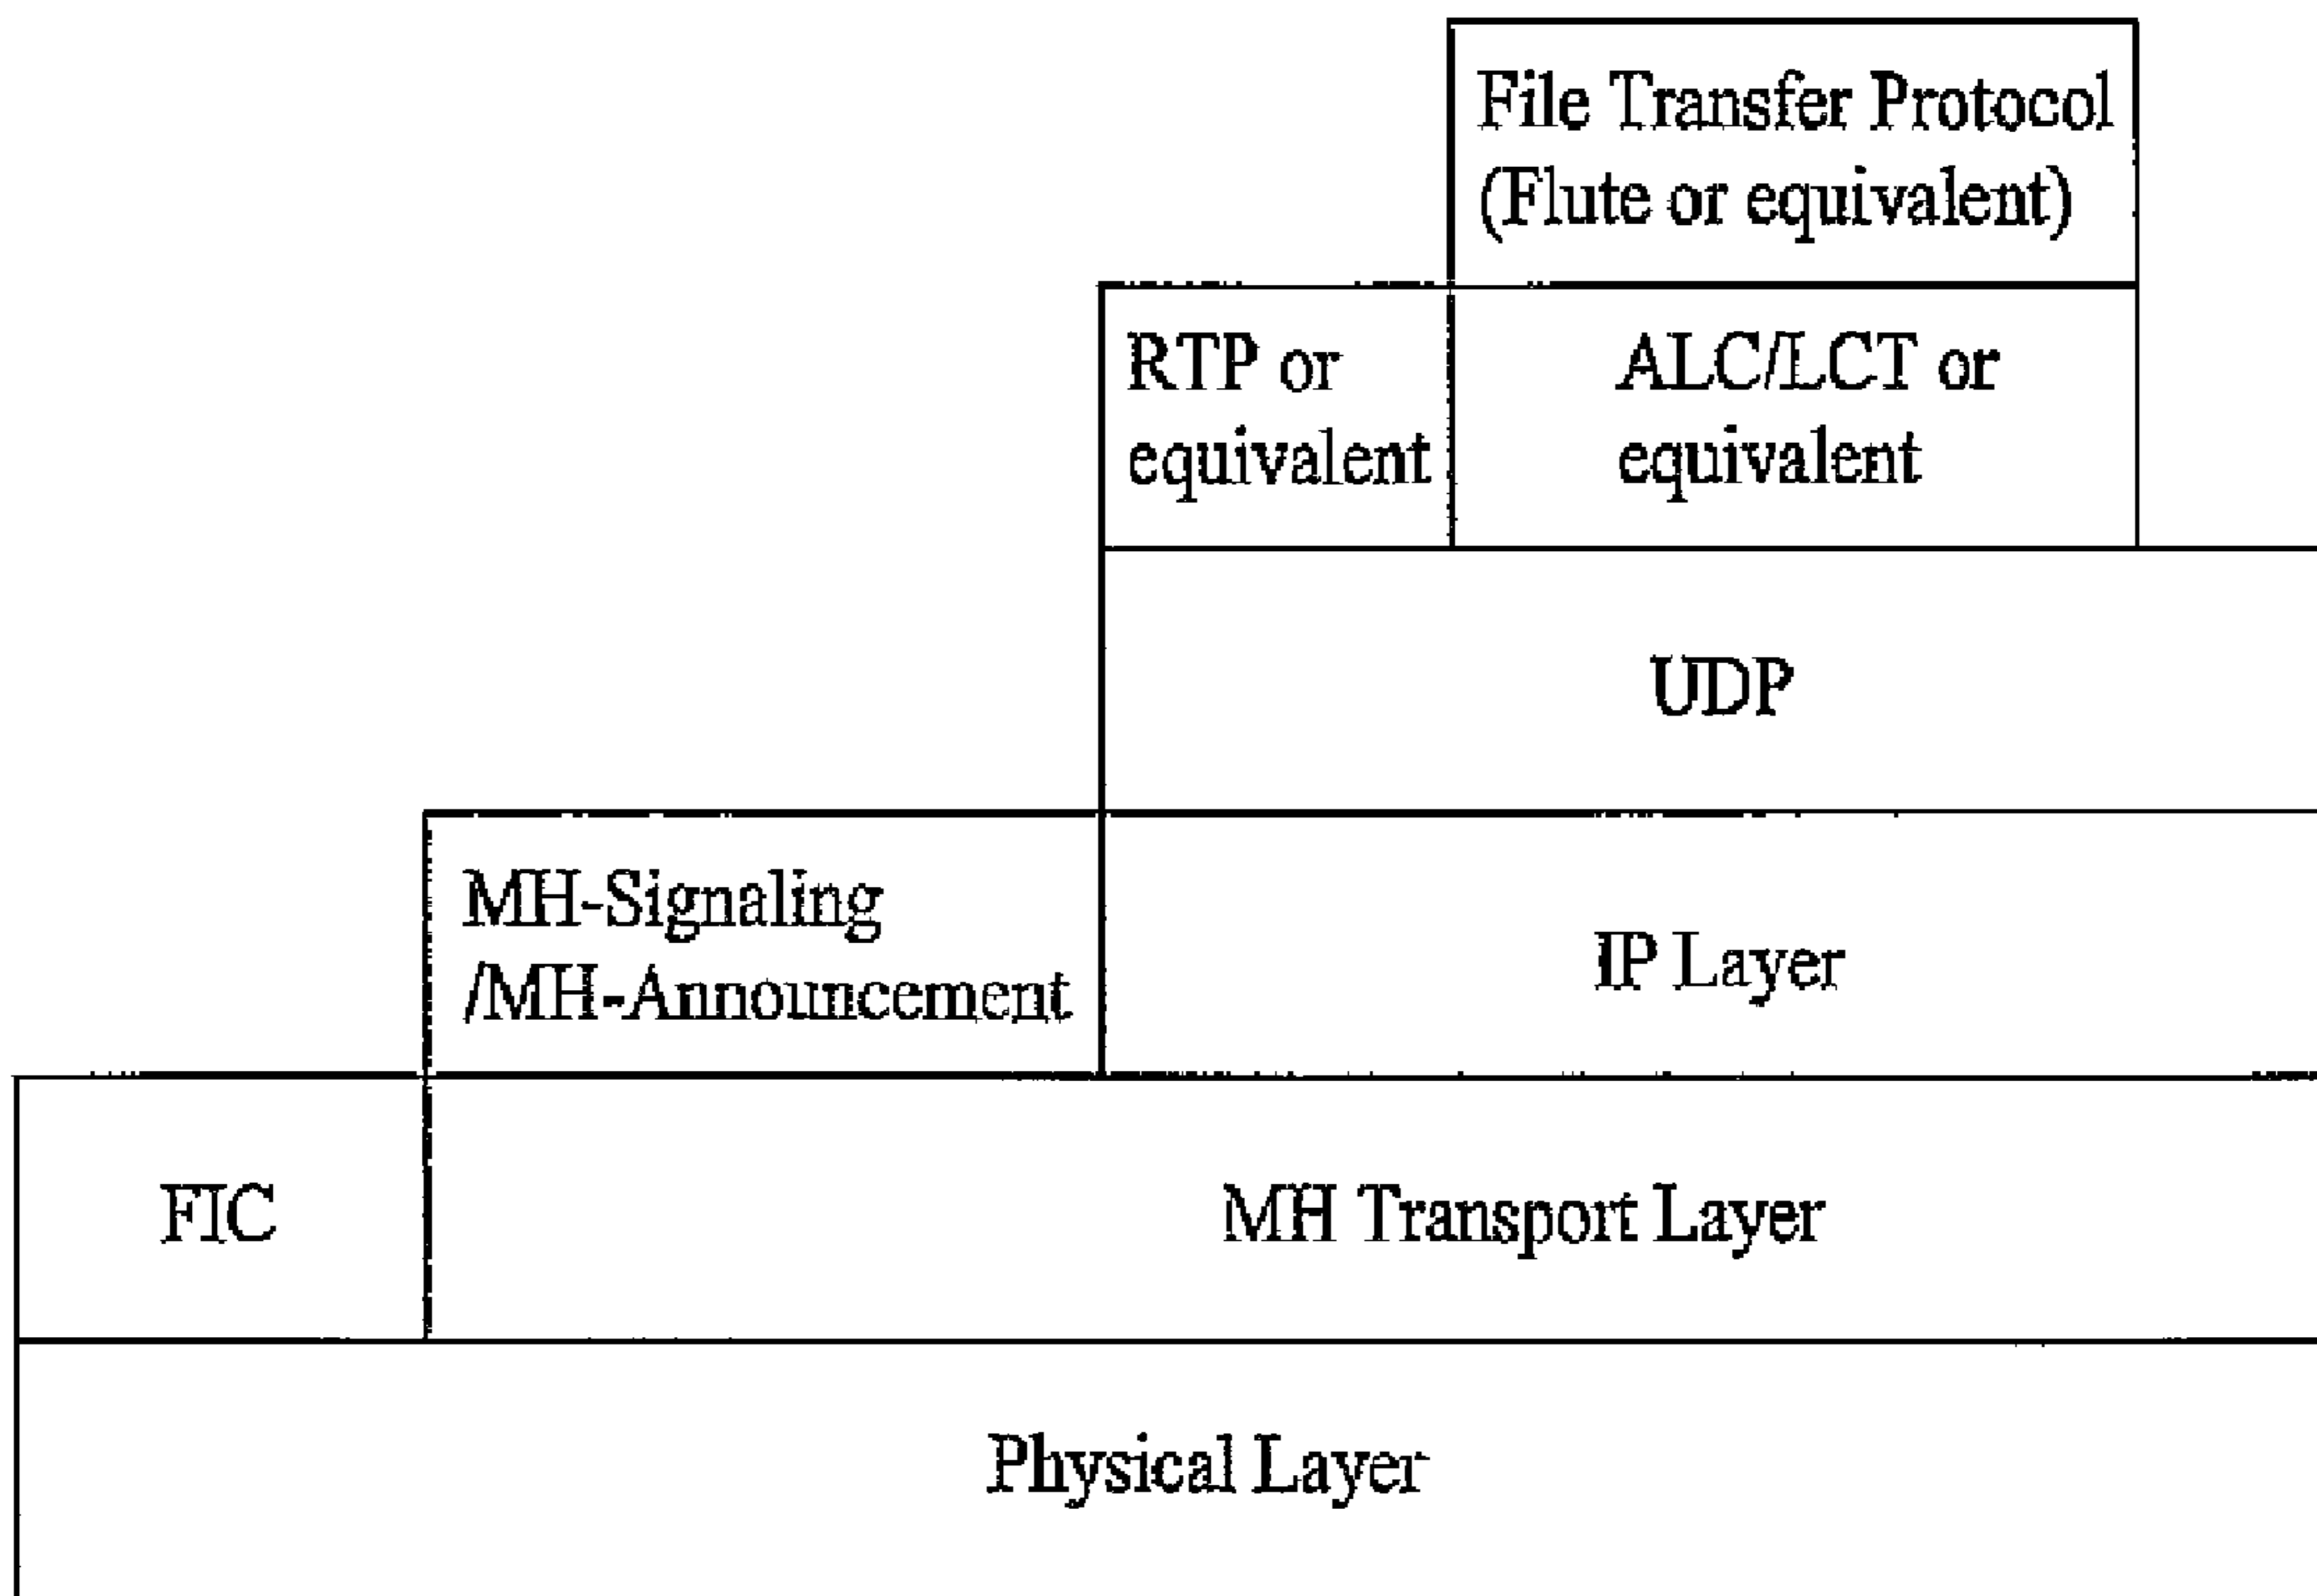 File Transfer Protocol
(Flute or equivalent)
RTP or
equivalent
ALC/LCT or
equivalent
UDP
MH-Signaling
/MH-Announcement
IP Layer
FIC
MH Transport Layer
Physical Layer